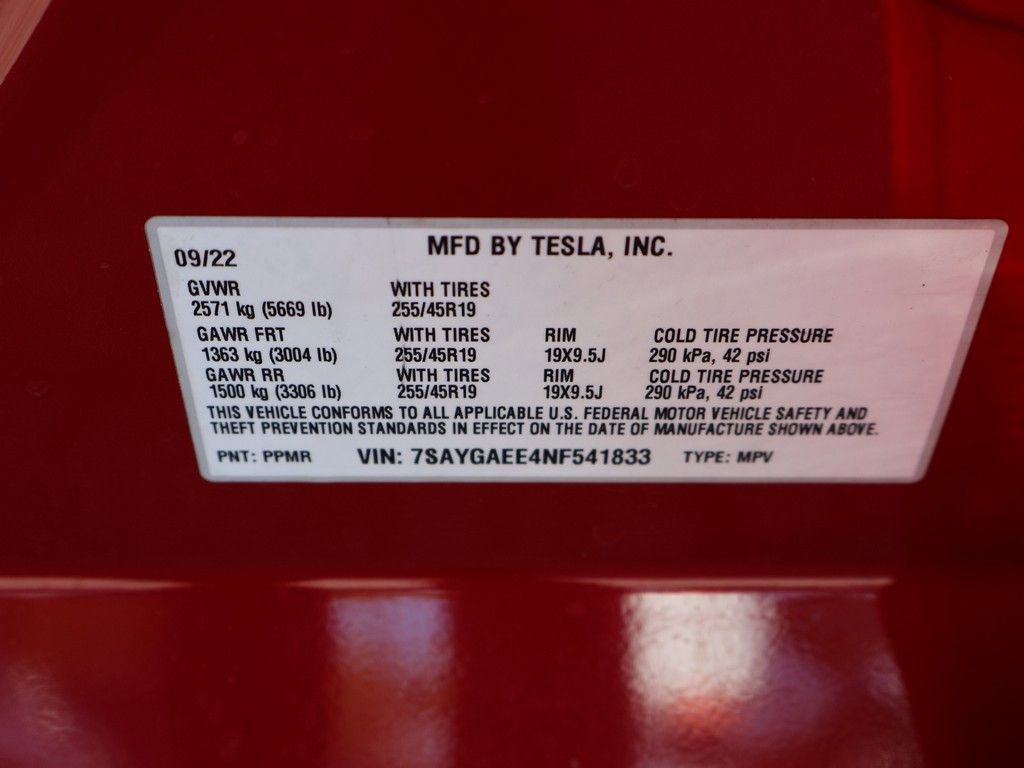 MFD BY TESLA, INC.
09/22
GVWR WITH TIRES
2571 kg (5669 lb) 255/45R19
GAWR FRT WITH TIRES RIM COLD TIRE PRESSURE
1363 kg (3004 lb) 255/45R19 19X9.5J 290 kPa, 42 psi
GAWR RR WITH TIRES RIM COLD TIRE PRESSURE
1500 kg (3306 lb) 255/45R19 19X9.5J 290 kPa, 42 psi
THIS VEHICLE CONFORMS TO ALL APPLICABLE U.S. FEDERAL MOTOR VEHICLE SAFETY AND
THEFT PREVENTION STANDARDS IN EFFECT ON THE DATE OF MANUFACTURE SHOWN ABOVE.
PNT: PPMR VIN: 7SAYGAEE4NF541833 TYPE: MPV